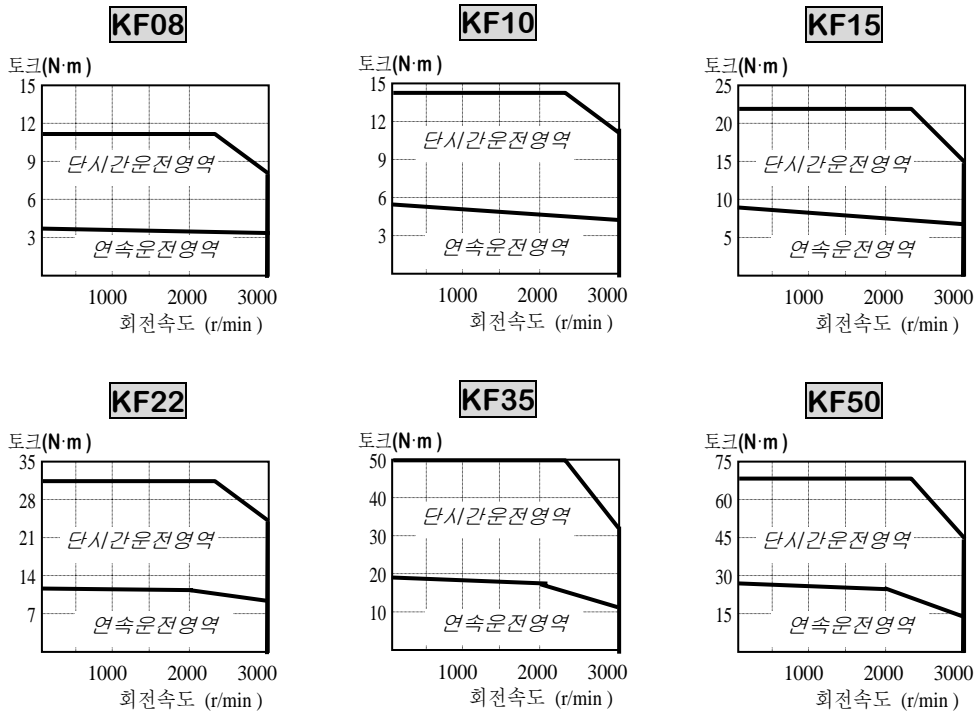 KF08
토크(N·m )
15
12
9
6
3
단시간운전영역
연속운전영역
1000 2000 3000
회전속도 (r/min )
KF10
토크(N·m )
15
12
9
6
3
단시간운전영역
연속운전영역
1000 2000 3000
회전속도 (r/min )
KF15
토크(N·m )
25
20
15
10
5
단시간운전영역
연속운전영역
1000 2000 3000
회전속도 (r/min )
KF22
토크(N·m )
35
28
21
14
7
단시간운전영역
연속운전영역
1000 2000 3000
회전속도 (r/min )
KF35
토크(N·m )
50
40
30
20
10
단시간운전영역
연속운전영역
1000 2000 3000
회전속도 (r/min )
KF50
토크(N·m )
75
60
45
30
15
단시간운전영역
연속운전영역
1000 2000 3000
회전속도 (r/min )